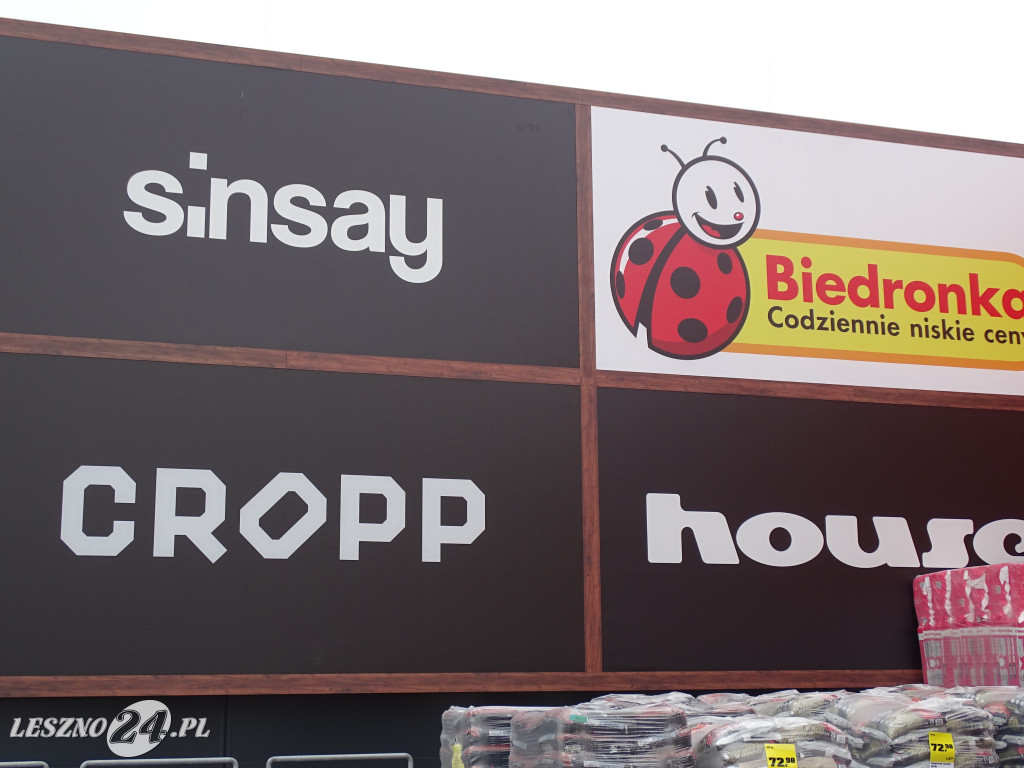 sinsay
Biedronka
Codziennie niskie ceny
CROPP
house
72,98
72,98
LESZNO24.PL